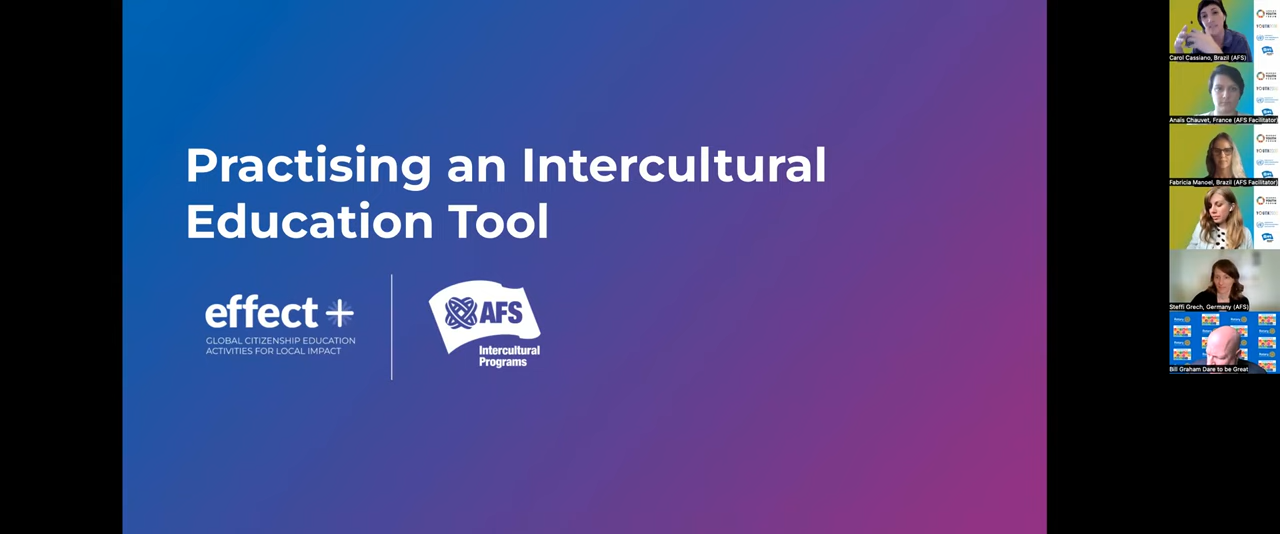 Practising an Intercultural
Education Tool
effect+
GLOBAL CITIZENSHIP EDUCATION
ACTIVITIES FOR LOCAL IMPACT
AFS
Intercultural
Programs
Carol Cassiano, Brazil (AFS)
Anaïs Chauvet, France (AFS Facilitator)
Fabricia Manoel, Brazil (AFS Facilitator)
Steffi Grech, Germany (AFS)
Bill Graham Dare to be Great